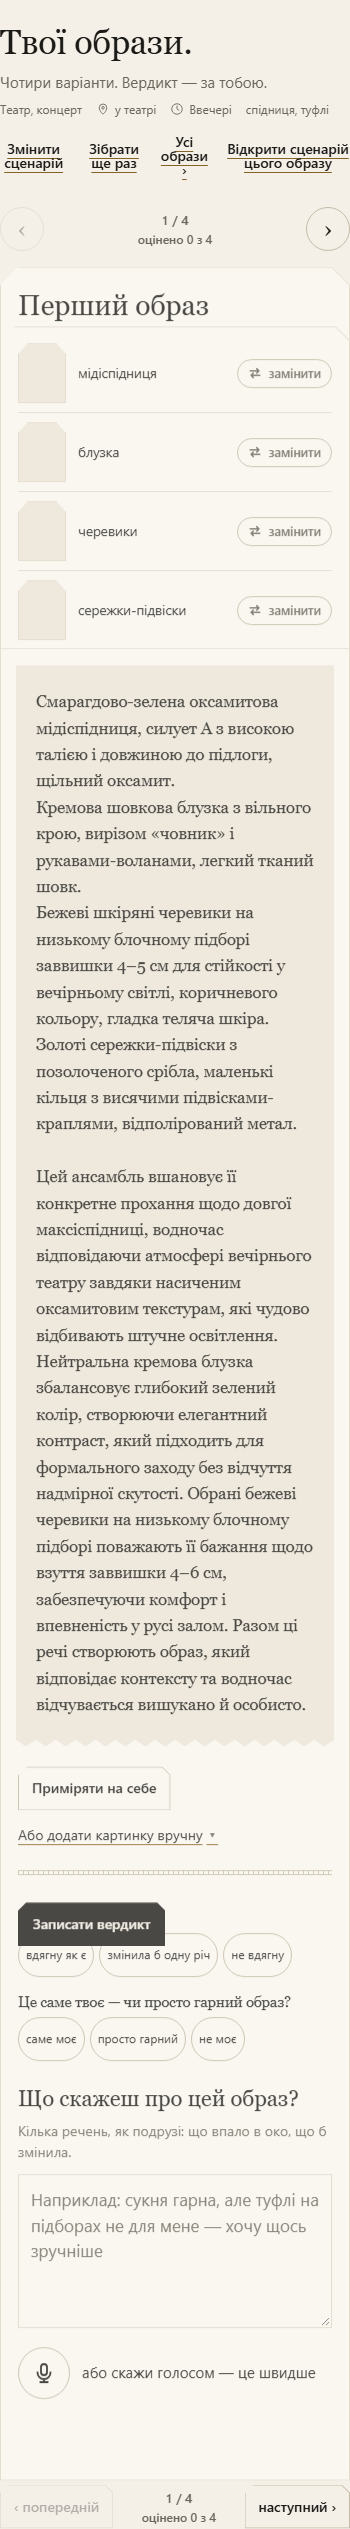 Твої образи.
Чотири варіанти. Вердикт — за тобою.
Театр, концерт у театрі Ввечері спідниця, туфлі
Змінити сценарій
Зібрати ще раз
Усі образи ›
Відкрити сценарій цього образу
‹
1 / 4
оцінено 0 з 4
›
Перший образ
мідіспідниця
замінити
блузка
замінити
черевики
замінити
сережки-підвіски
замінити
Смарагдово-зелена оксамитова
мідіспідниця, силует А з високою
талією і довжиною до підлоги,
щільний оксамит.
Кремова шовкова блузка з вільного
крою, вирізом «човник» і
рукавами-воланами, легкий тканий
шовк.
Бежеві шкіряні черевики на
низькому блочному підборі
заввишки 4–5 см для стійкості у
вечірньому світлі, коричневого
кольору, гладка теляча шкіра.
Золоті сережки-підвіски з
позолоченого срібла, маленькі
кільця з висячими підвісками-
краплями, відполірований метал.
Цей ансамбль вшановує її
конкретне прохання щодо довгої
максіспідниці, водночас
відповідаючи атмосфері вечірнього
театру завдяки насиченим
оксамитовим текстурам, які чудово
відбивають штучне освітлення.
Нейтральна кремова блузка
збалансовує глибокий зелений
колір, створюючи елегантний
контраст, який підходить для
формального заходу без відчуття
надмірної скутості. Обрані бежеві
черевики на низькому блочному
підборі поважають її бажання щодо
взуття заввишки 4–6 см,
забезпечуючи комфорт і
впевненість у русі залом. Разом ці
речі створюють образ, який
відповідає контексту та водночас
відчувається вишукано й особисто.
Приміряти на себе
Або додати картинку вручну
Записати вердикт
вдягну як є
змінила б одну річ
не вдягну
Це саме твоє — чи просто гарний образ?
саме моє
просто гарний
не моє
Що скажеш про цей образ?
Кілька речень, як подрузі: що впало в око, що б
змінила.
Наприклад: сукня гарна, але туфлі на
підборах не для мене — хочу щось
зручніше
або скажи голосом — це швидше
‹ попередній
1 / 4
оцінено 0 з 4
наступний ›